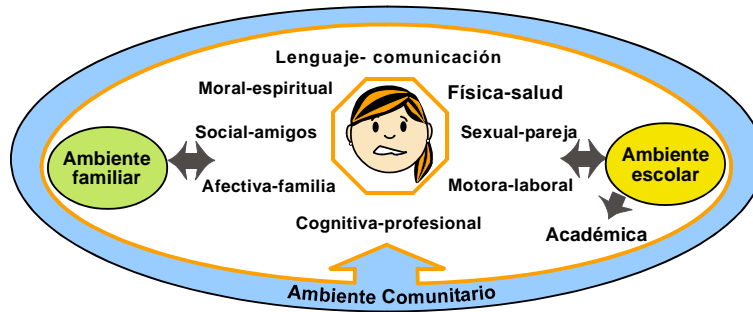 Lenguaje- comunicación
Moral-espiritual
Física-salud
Social-amigos
Sexual-pareja
Ambiente
familiar
Ambiente
escolar
Afectiva-familia
Motora-laboral
Cognitiva-profesional
Académica
Ambiente Comunitario